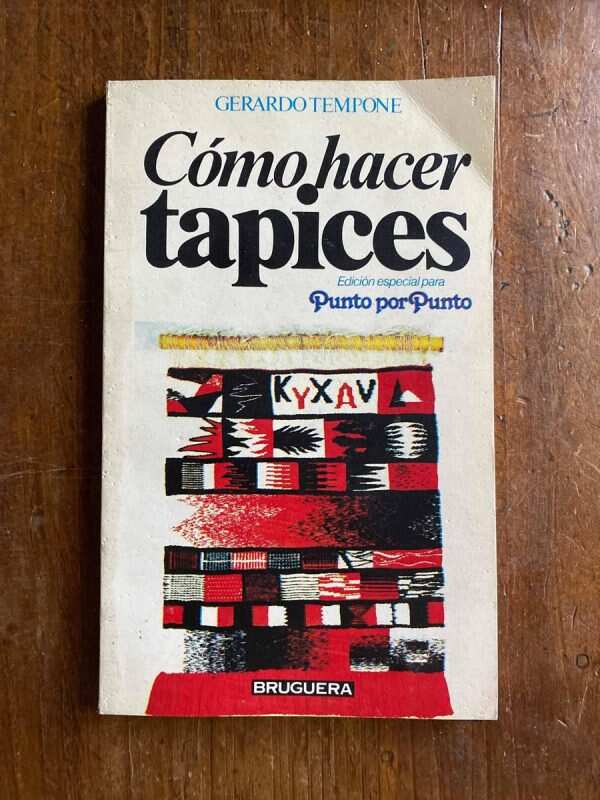 GERARDO TEMPONE
Cómo hacer
tapices
Edición especial para
Punto por Punto
KYXAV
BRUGUERA